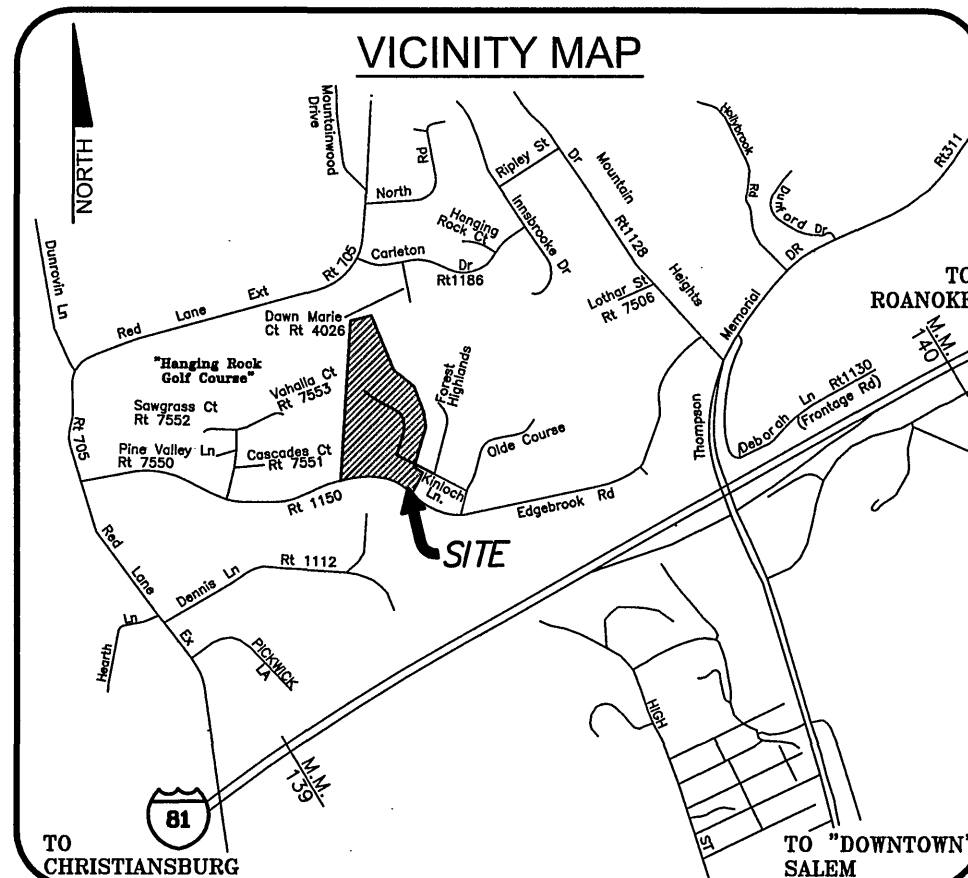 VICINITY MAP
NORTH
Mountainwood
Drive
Hollybrook
Rd
Rt311
Ripley St
Dr
Mountain
Rt1128
Heights
Rd
North
Innsbrooke Dr
Dumford Dr
DR
Hanging
Rock Ct
Dunrovin Ln
Carleton
Dr
Rt1186
Rt 705
TO
ROANOKE
Lothar St
Rt 7506
Red Lane Ext
Dawn Marie
Ct Rt 4026
Memorial
M.M.
140
"Hanging Rock
Golf Course"
Vahalla Ct
Rt 7553
Forest
Highlands
Sawgrass Ct
Rt 7552
Deborah Ln Rt1130
(Frontage Rd)
Thompson
Rt 705
Olde Course
Pine Valley Ln
Rt 7550
Cascades Ct
Rt 7551
Kinloch
Ln.
Rt 1150
Edgebrook Rd
SITE
Red Lane Ex
Dennis Ln
Rt 1112
Hearth Ln
PICKWICK
LA
HIGH
ST
M.M.
139
81
TO
CHRISTIANSBURG
TO "DOWNTOWN"
SALEM